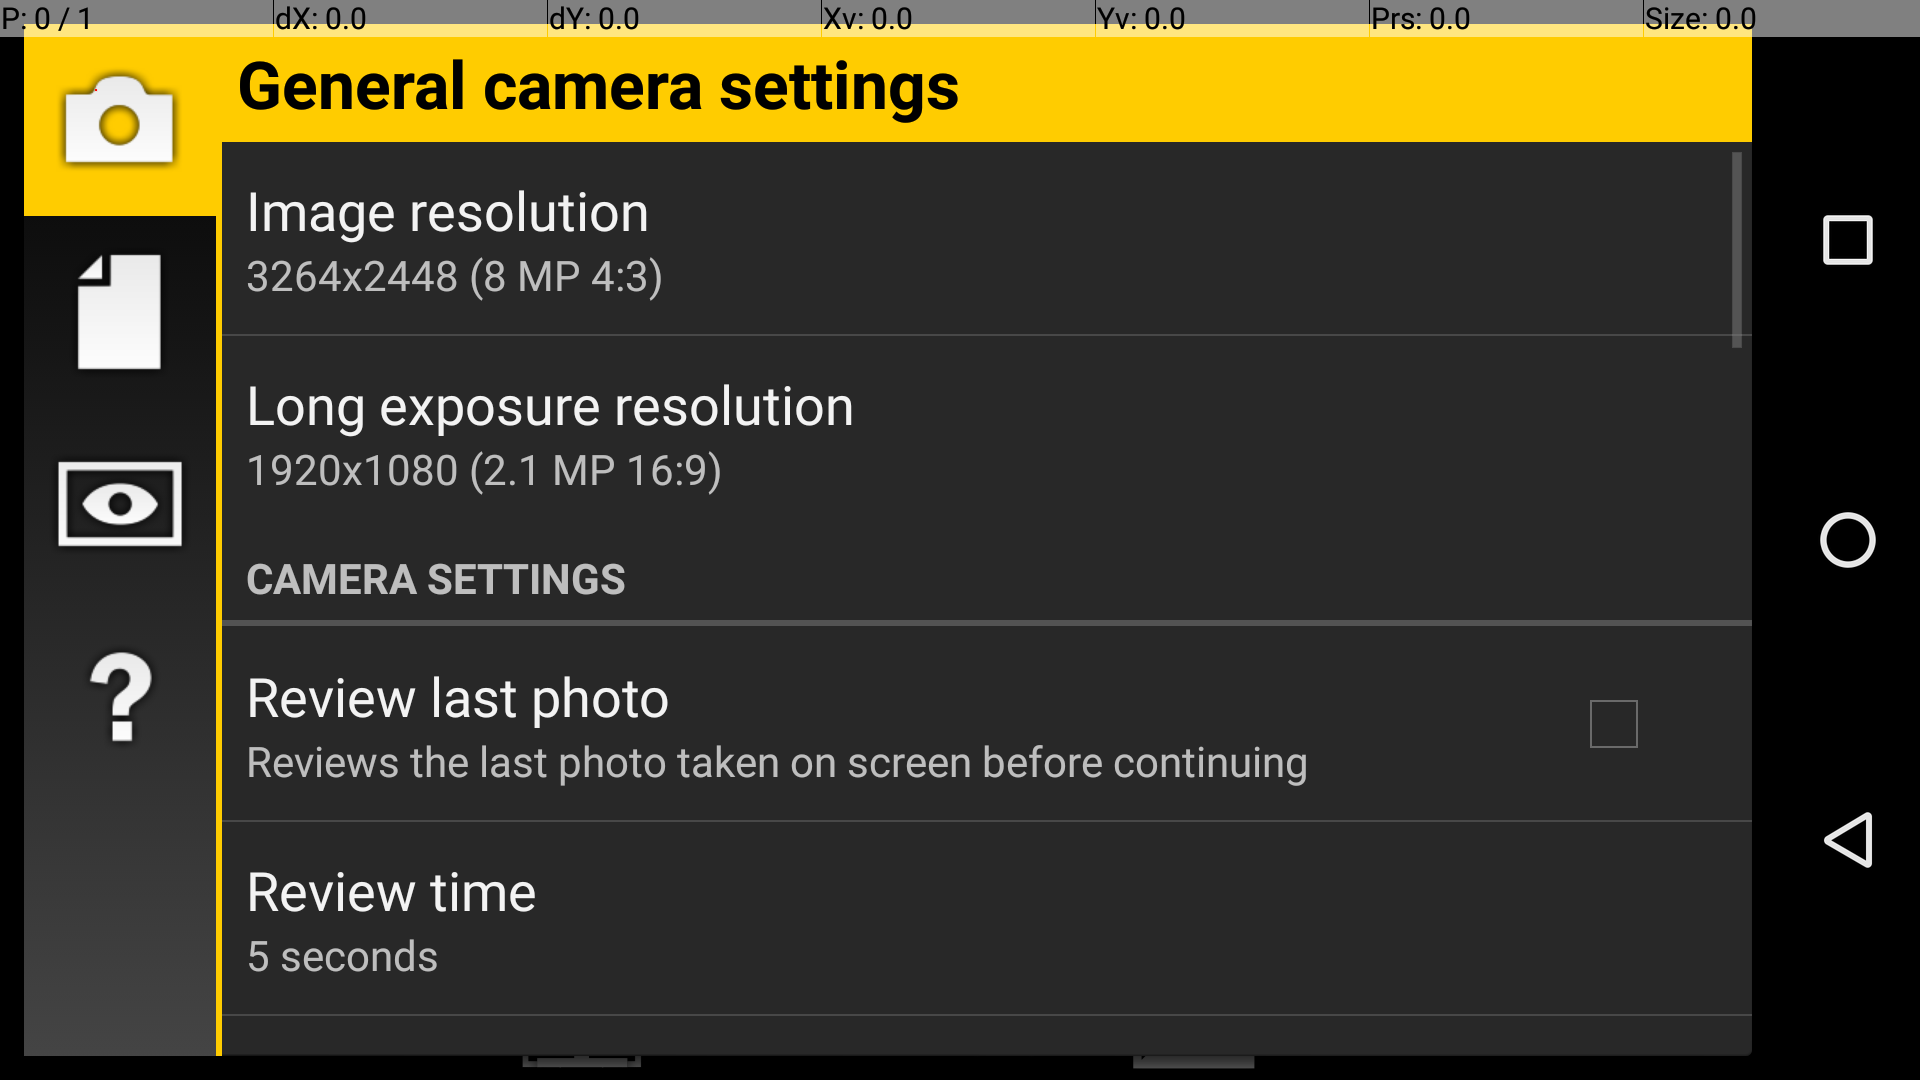 P: 0 / 1 dX: 0.0 dY: 0.0 Xv: 0.0 Yv: 0.0 Prs: 0.0 Size: 0.0
General camera settings
Image resolution
3264x2448 (8 MP 4:3)
Long exposure resolution
1920x1080 (2.1 MP 16:9)
CAMERA SETTINGS
Review last photo
Reviews the last photo taken on screen before continuing
Review time
5 seconds